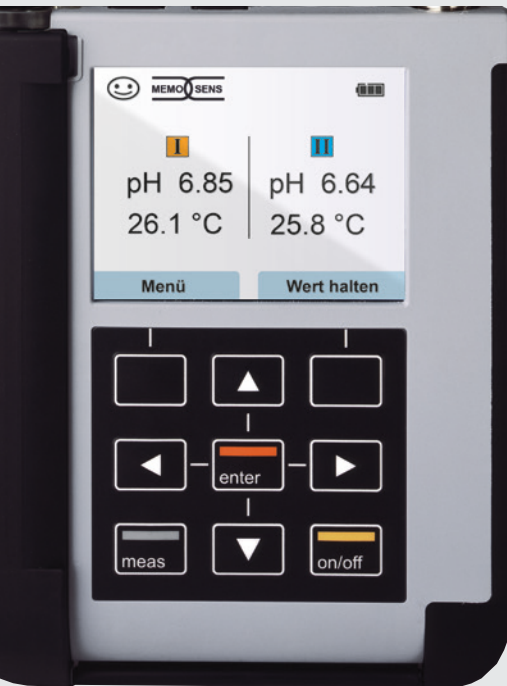 MEMO SENS
I II
pH 6.85 pH 6.64
26.1 °C 25.8 °C
Menü Wert halten
enter
meas on/off